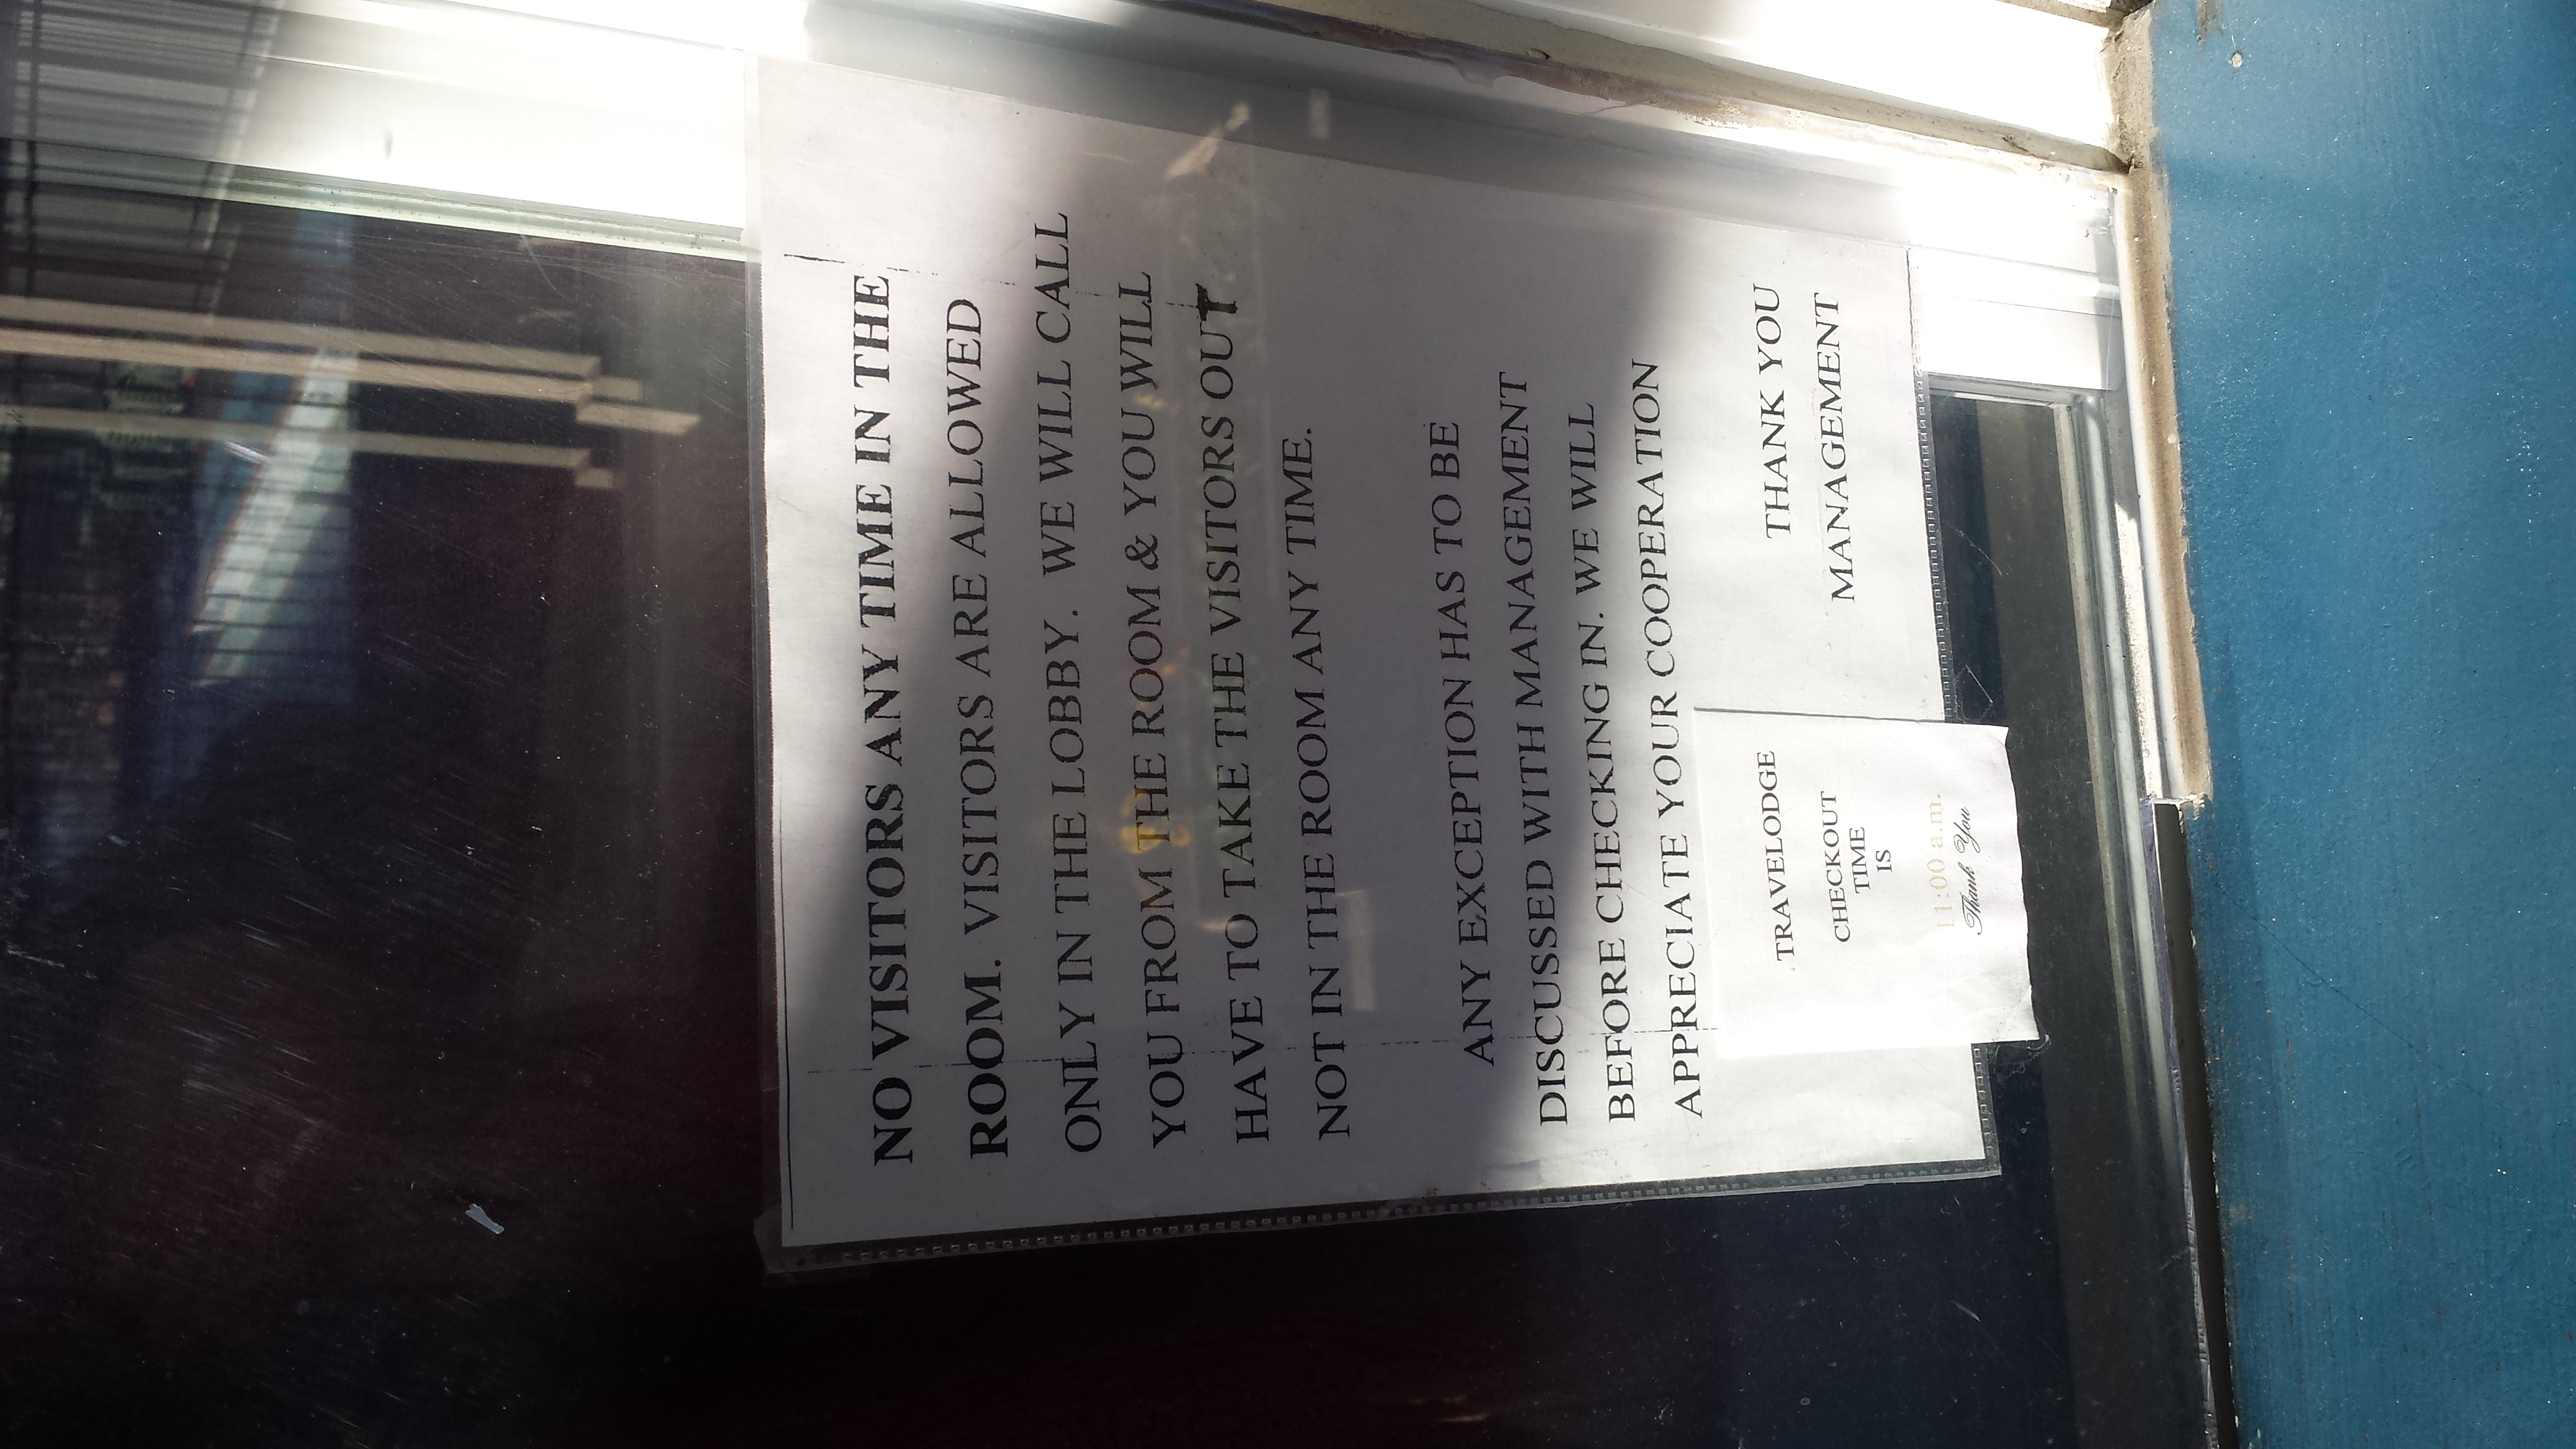 NO VISITORS ANY TIME IN THE
ROOM. VISITORS ARE ALLOWED
ONLY IN THE LOBBY. WE WILL CALL
YOU FROM THE ROOM & YOU WILL
HAVE TO TAKE THE VISITORS OUT
NOT IN THE ROOM ANY TIME.
ANY EXCEPTION HAS TO BE
DISCUSSED WITH MANAGEMENT
BEFORE CHECKING IN. WE WILL
APPRECIATE YOUR COOPERATION
THANK YOU
MANAGEMENT
TRAVELODGE
CHECKOUT
TIME
IS
11:00 a.m.
Thank You